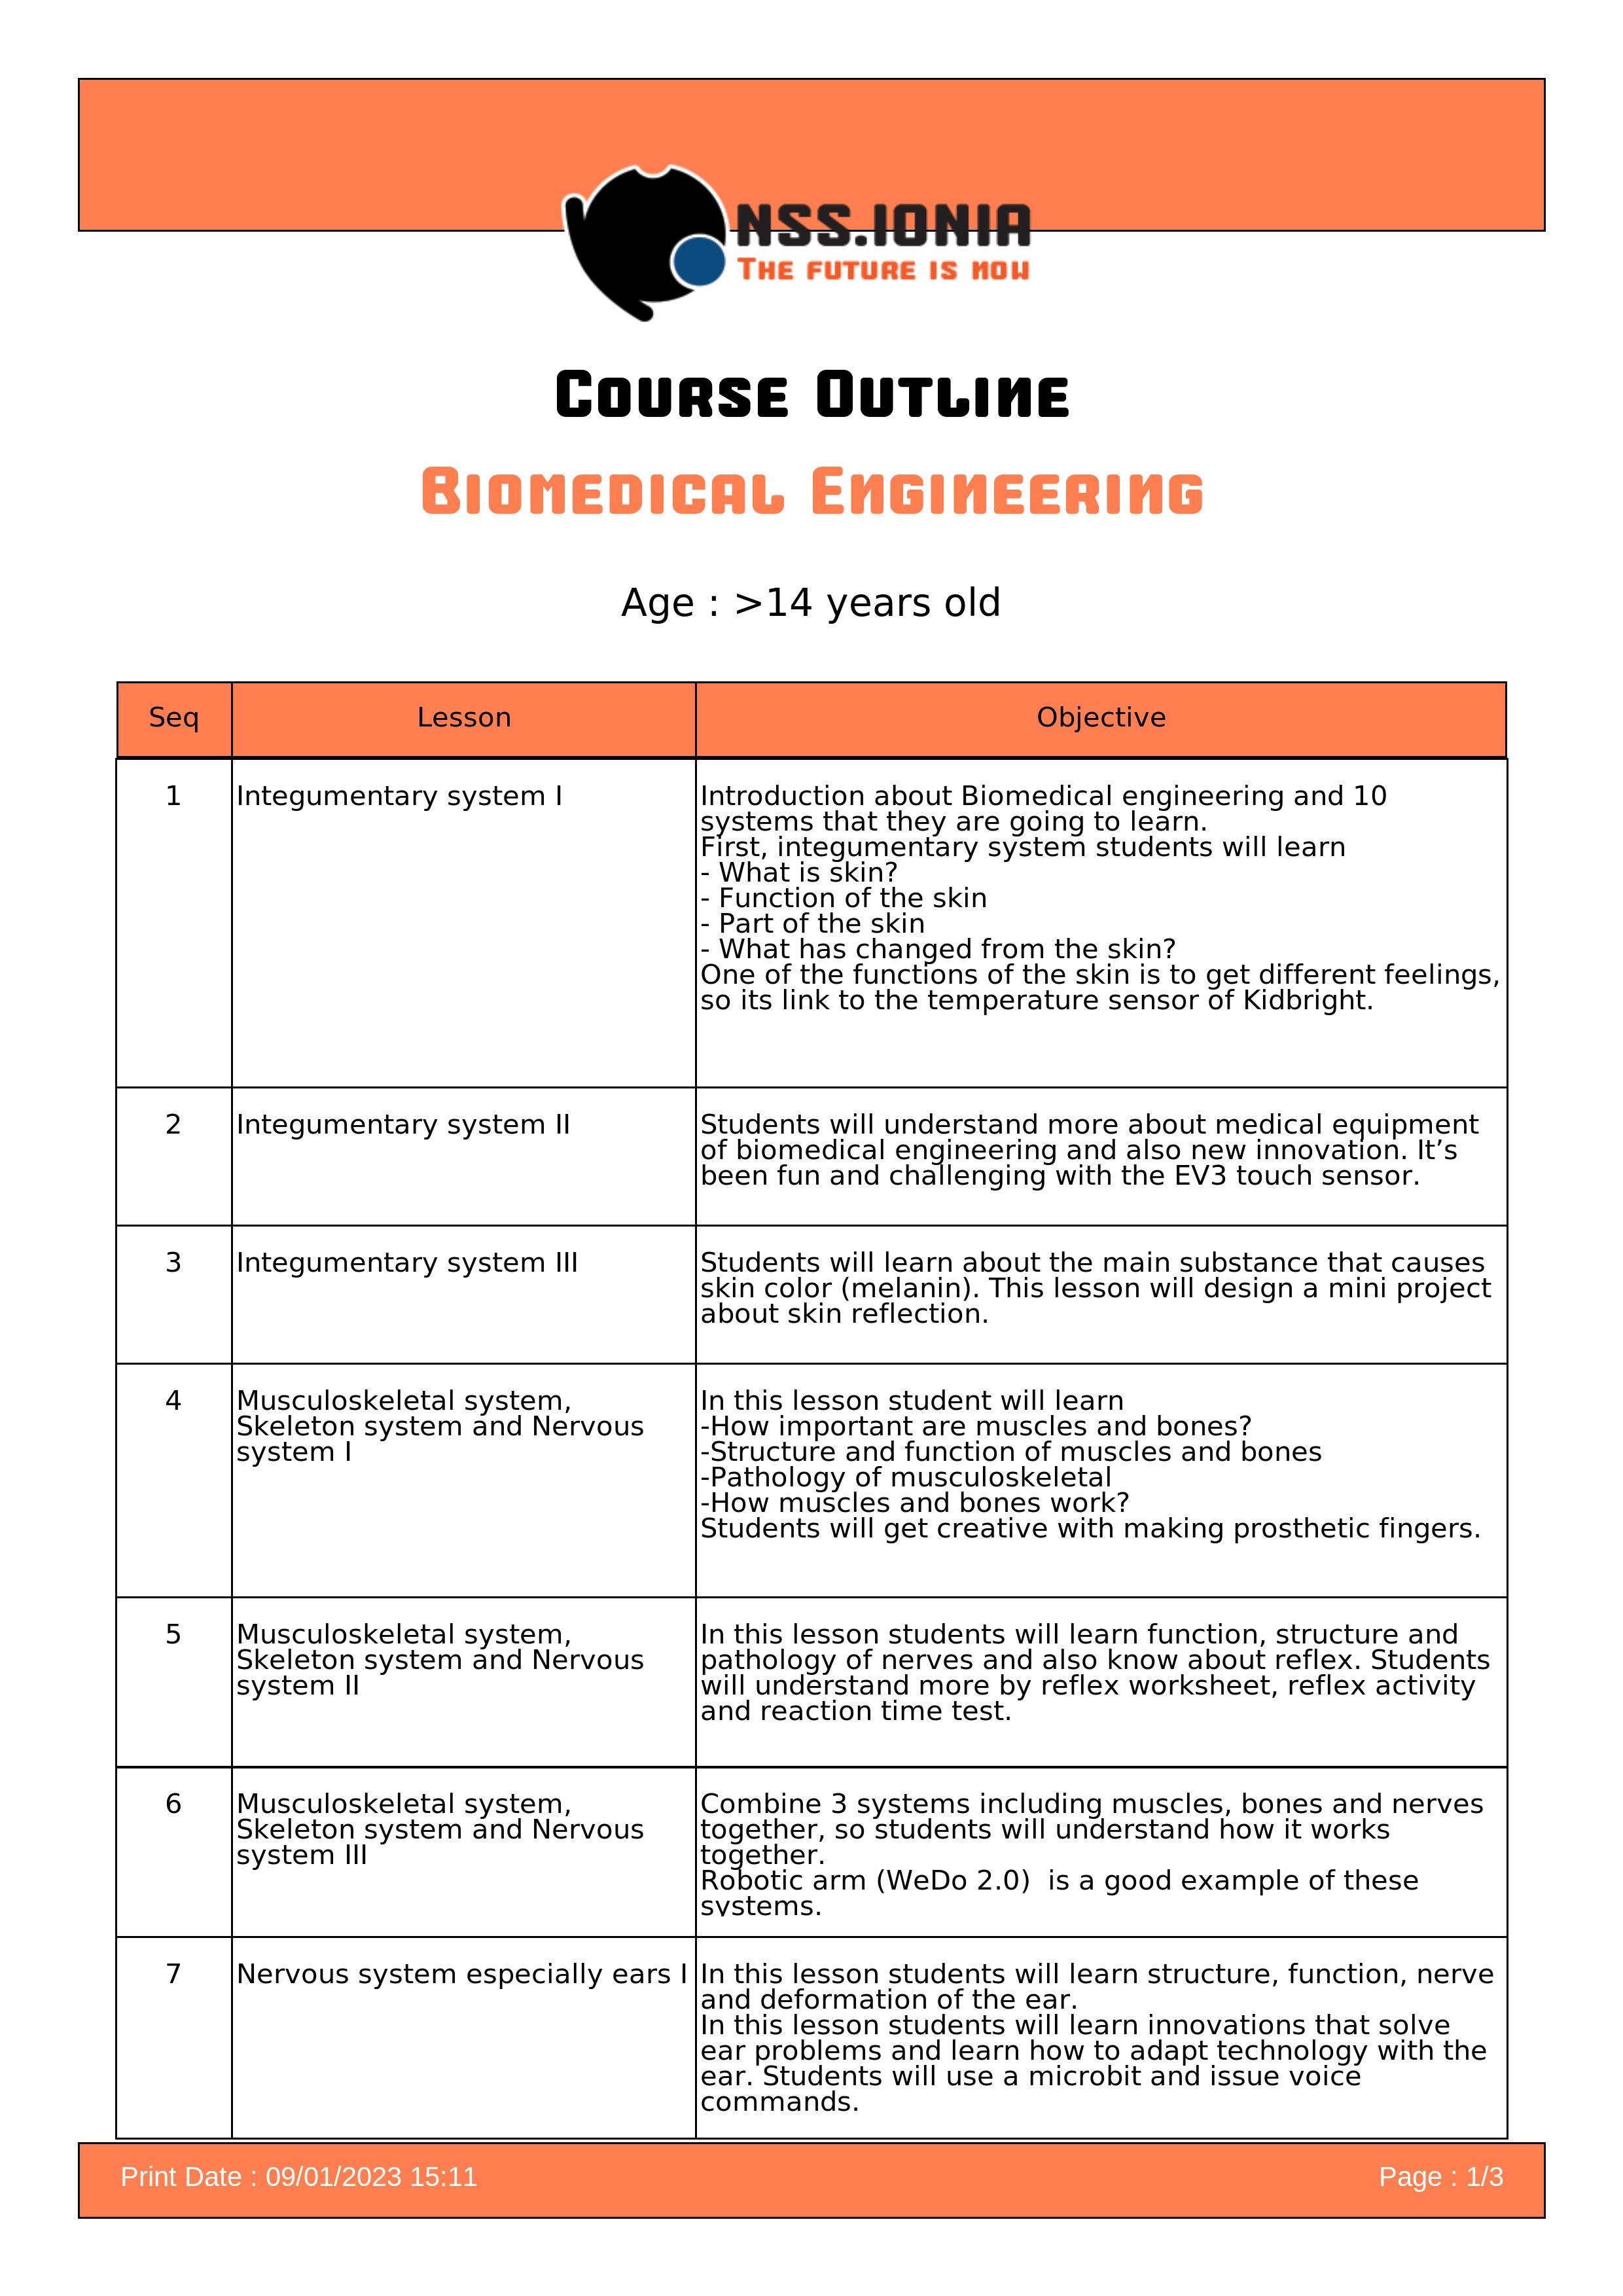 NSS.IONIA
The future is now
Course Outline
Biomedical Engineering
Age : >14 years old
Seq Lesson Objective
1 Integumentary system I Introduction about Biomedical engineering and 10
systems that they are going to learn.
First, integumentary system students will learn
- What is skin?
- Function of the skin
- Part of the skin
- What has changed from the skin?
One of the functions of the skin is to get different feelings,
so its link to the temperature sensor of Kidbright.
2 Integumentary system II Students will understand more about medical equipment
of biomedical engineering and also new innovation. It’s
been fun and challenging with the EV3 touch sensor.
3 Integumentary system III Students will learn about the main substance that causes
skin color (melanin). This lesson will design a mini project
about skin reflection.
4 Musculoskeletal system, In this lesson student will learn
Skeleton system and Nervous -How important are muscles and bones?
system I -Structure and function of muscles and bones
-Pathology of musculoskeletal
-How muscles and bones work?
Students will get creative with making prosthetic fingers.
5 Musculoskeletal system, In this lesson students will learn function, structure and
Skeleton system and Nervous pathology of nerves and also know about reflex. Students
system II will understand more by reflex worksheet, reflex activity
and reaction time test.
6 Musculoskeletal system, Combine 3 systems including muscles, bones and nerves
Skeleton system and Nervous together, so students will understand how it works
system III together.
Robotic arm (WeDo 2.0)  is a good example of these
systems.
7 Nervous system especially ears I In this lesson students will learn structure, function, nerve
and deformation of the ear.
In this lesson students will learn innovations that solve
ear problems and learn how to adapt technology with the
ear. Students will use a microbit and issue voice
commands.
Print Date : 09/01/2023 15:11 Page : 1/3